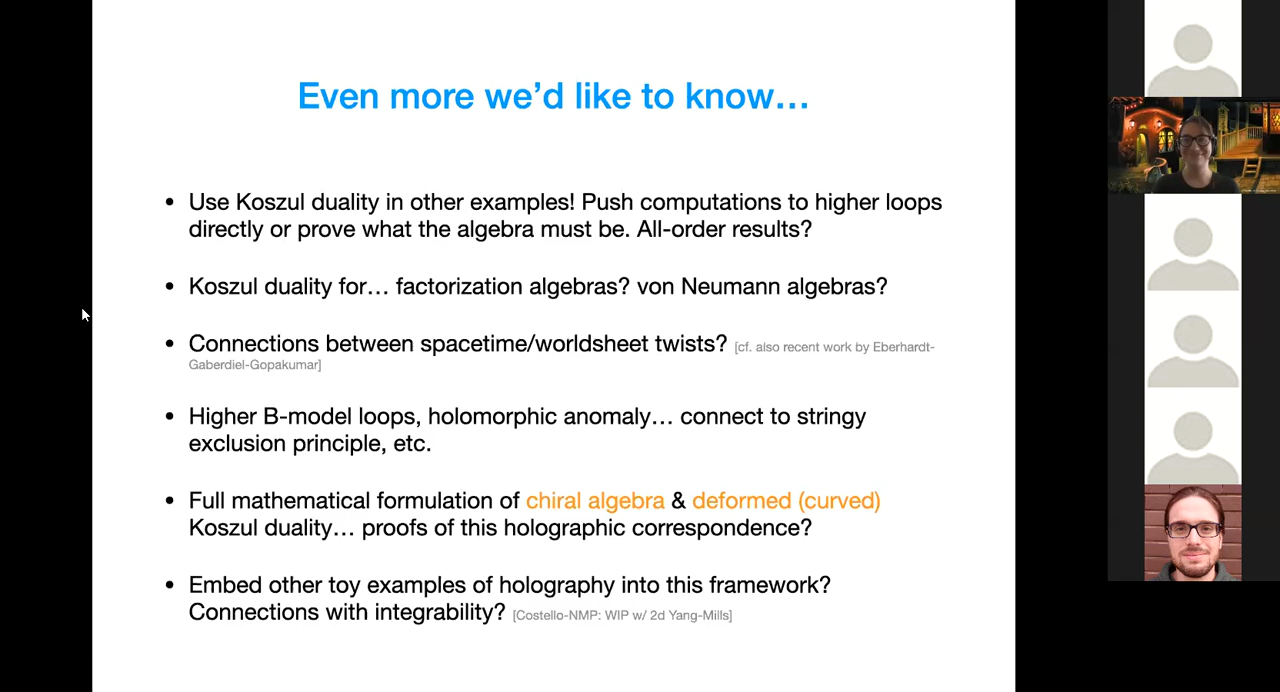 Even more we’d like to know…
• Use Koszul duality in other examples! Push computations to higher loops
directly or prove what the algebra must be. All-order results?
• Koszul duality for… factorization algebras? von Neumann algebras?
• Connections between spacetime/worldsheet twists? [cf. also recent work by Eberhardt-
Gaberdiel-Gopakumar]
• Higher B-model loops, holomorphic anomaly… connect to stringy
exclusion principle, etc.
• Full mathematical formulation of chiral algebra & deformed (curved)
Koszul duality… proofs of this holographic correspondence?
• Embed other toy examples of holography into this framework?
Connections with integrability? [Costello-NMP: WIP w/ 2d Yang-Mills]